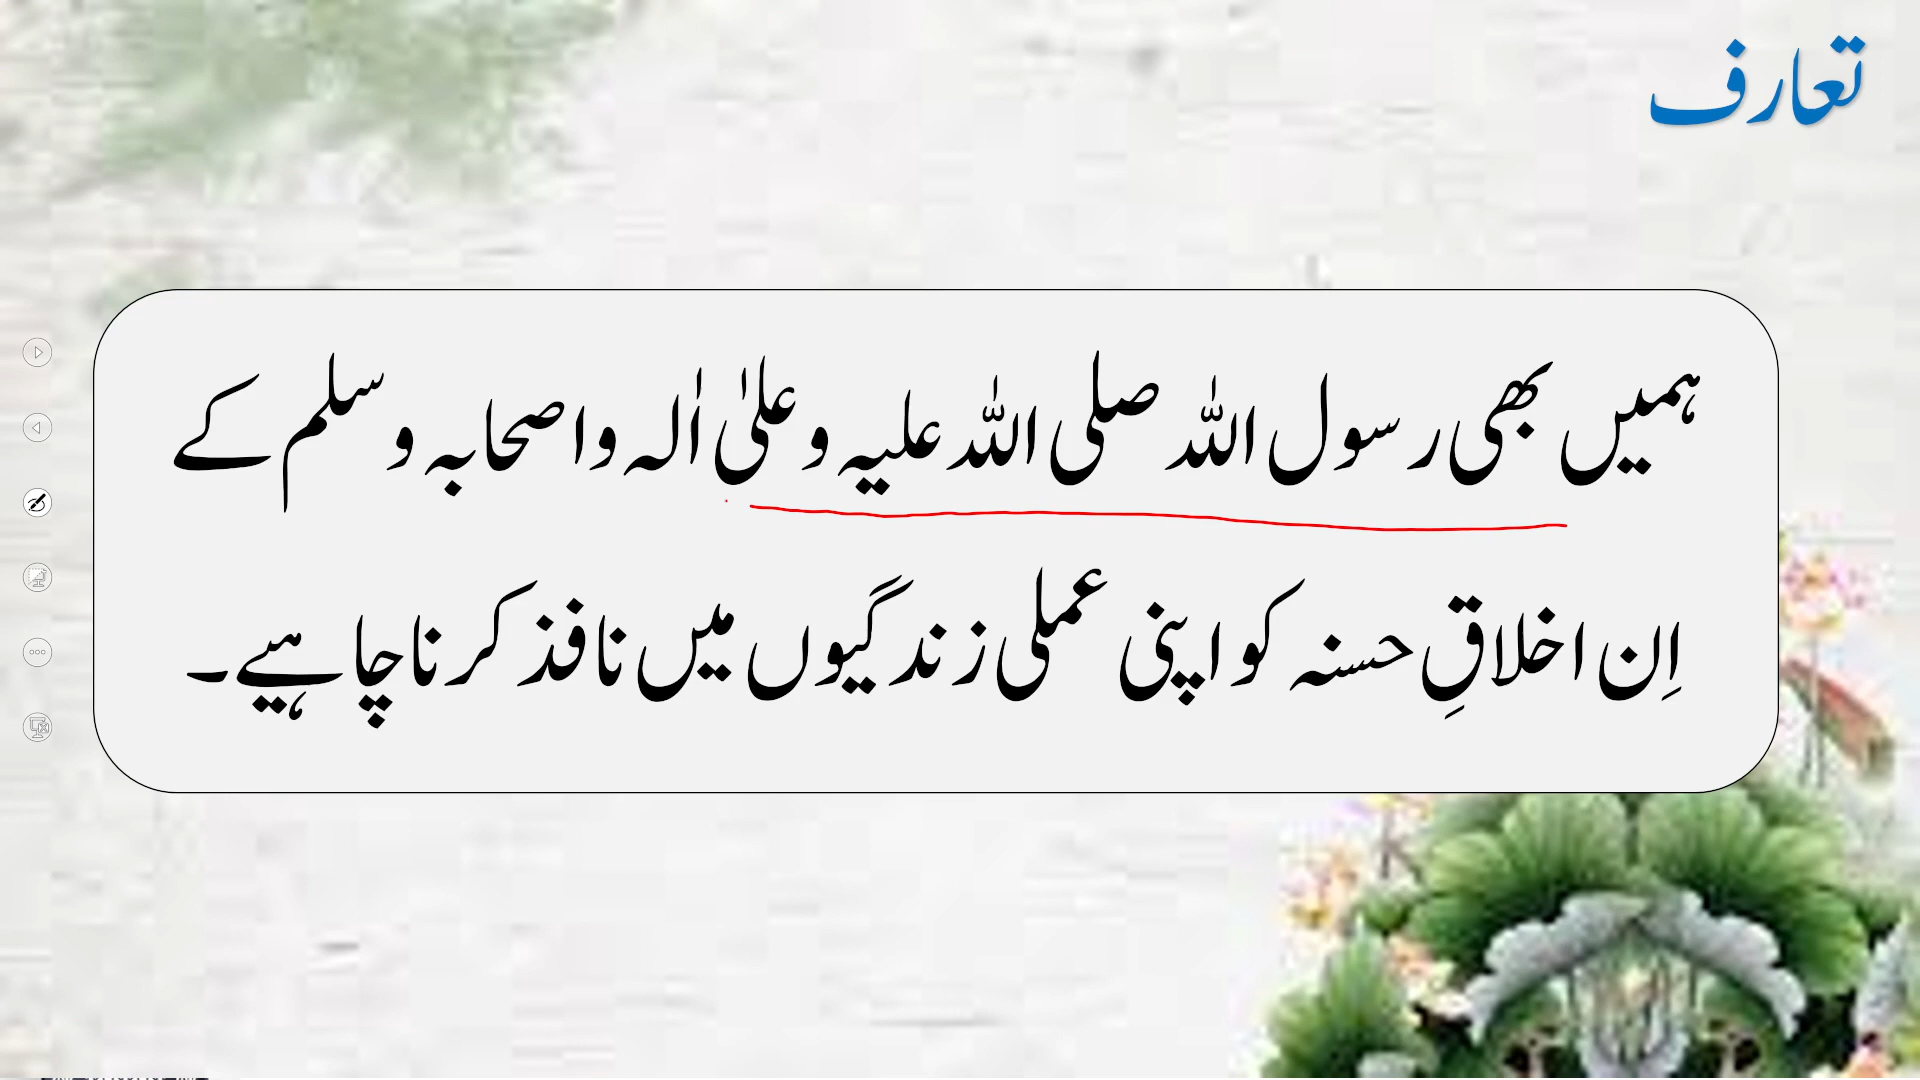 تعارف
ہمیں بھی رسول اللہ صلی اللہ علیہ وعلیٰ اٰلہ واصحابہ وسلم کے
اِن اخلاقِ حسنہ کو اپنی عملی زندگیوں میں نافذ کرنا چاہیے۔